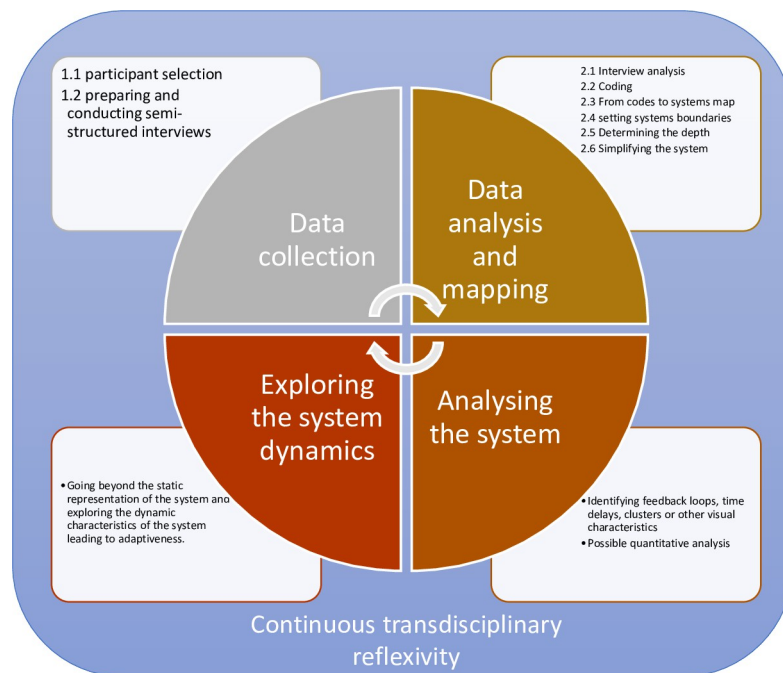 1.1 participant selection
1.2 preparing and
conducting semi-
structured interviews
2.1 Interview analysis
2.2 Coding
2.3 From codes to systems map
2.4 setting systems boundaries
2.5 Determining the depth
2.6 Simplifying the system
Data
collection
Data
analysis
and
mapping
Exploring
the system
dynamics
Analysing
the system
•Going beyond the static
representation of the system and
exploring the dynamic
characteristics of the system
leading to adaptiveness.
•Identifying feedback loops, time
delays, clusters or other visual
characteristics
•Possible quantitative analysis
Continuous transdisciplinary
reflexivity